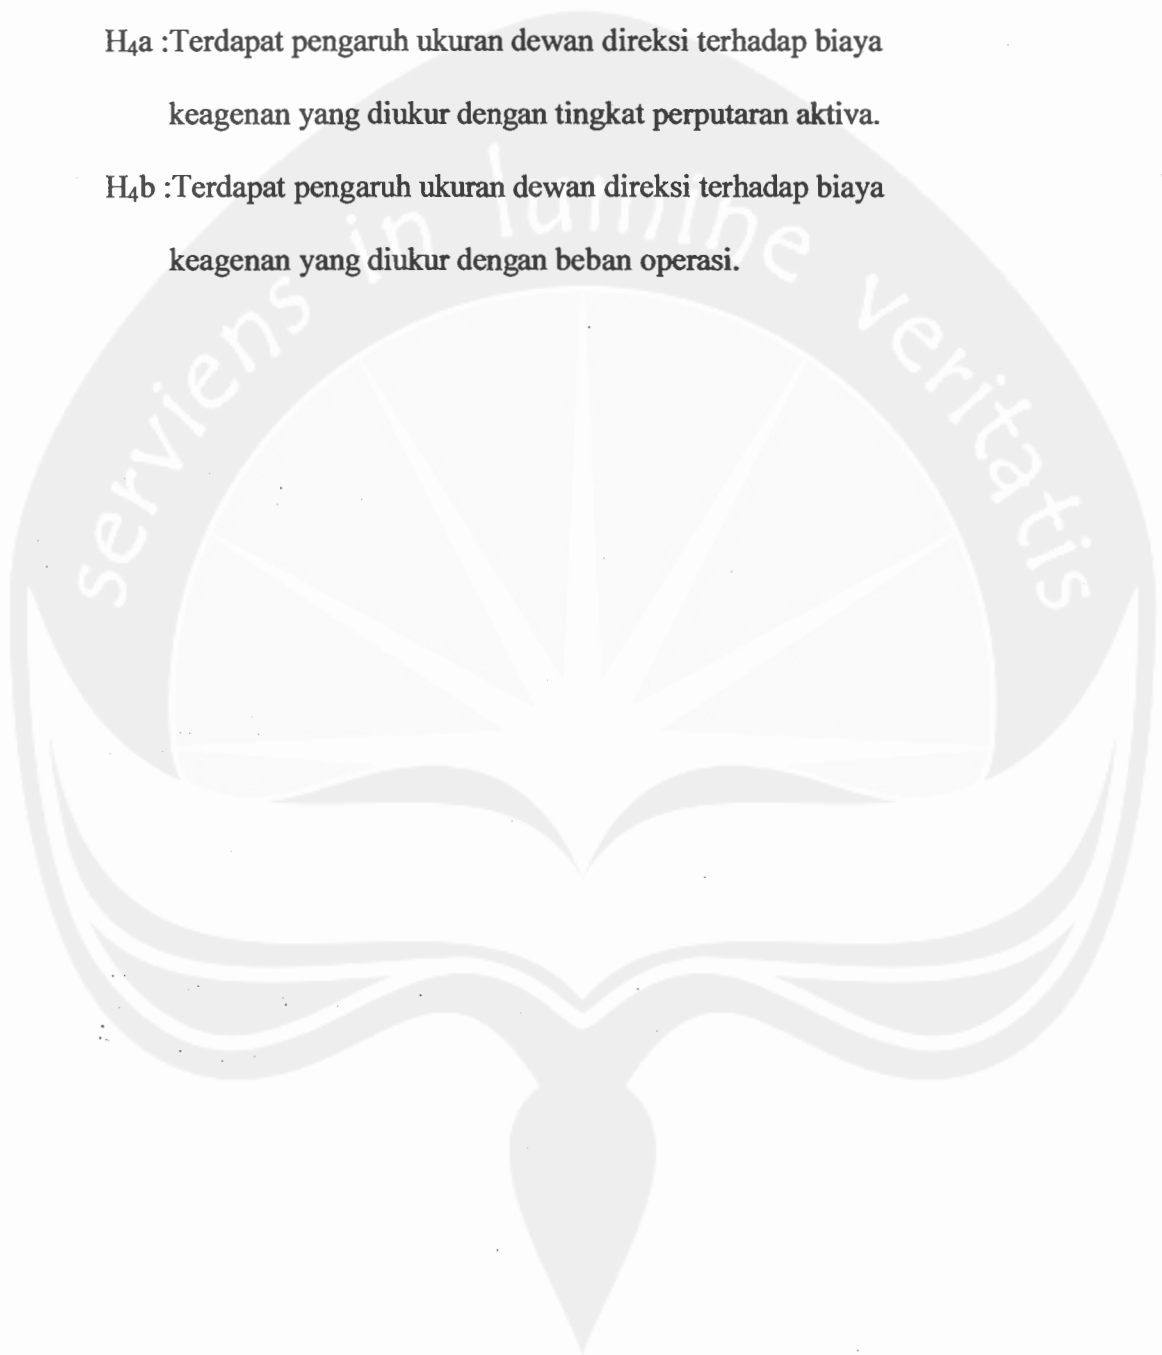 H₄a :Terdapat pengaruh ukuran dewan direksi terhadap biaya
keagenan yang diukur dengan tingkat perputaran aktiva.
H₄b :Terdapat pengaruh ukuran dewan direksi terhadap biaya
keagenan yang diukur dengan beban operasi.
serviens in lumine veritatis